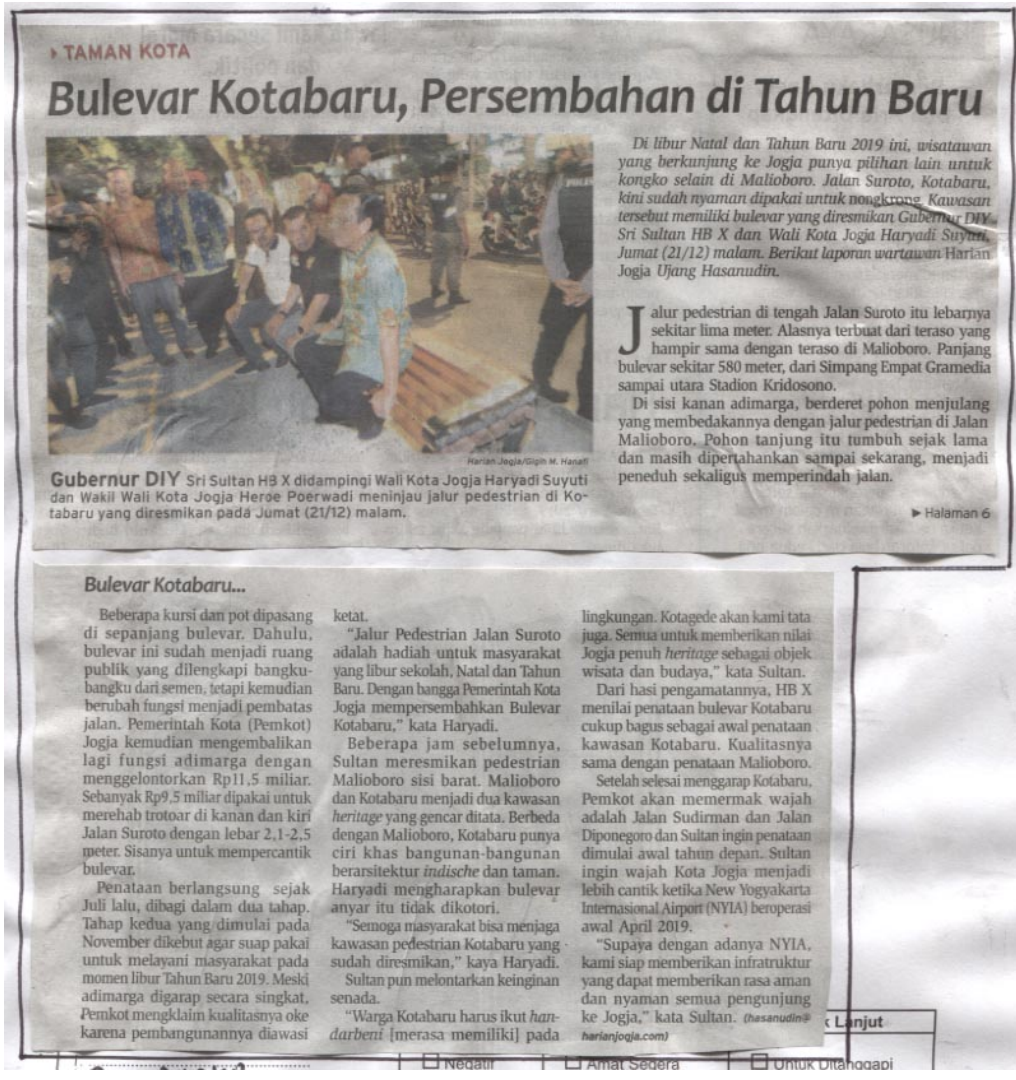 TAMAN KOTA
Bulevar Kotabaru, Persembahan di Tahun Baru
Di libur Natal dan Tahun Baru 2019 ini, wisatawan
yang berkunjung ke Jogja punya pilihan lain untuk
kongko selain di Malioboro. Jalan Suroto, Kotabaru,
kini sudah nyaman dipakai untuk nongkrong. Kawasan
tersebut memiliki bulevar yang diresmikan Gubernur DIY
Sri Sultan HB X dan Wali Kota Jogja Haryadi Suyuti,
Jumat (21/12) malam. Berikut laporan wartawan Harian
Jogja Ujang Hasanudin.
Jalur pedestrian di tengah Jalan Suroto itu lebarnya
sekitar lima meter. Alasnya terbuat dari teraso yang
hampir sama dengan teraso di Malioboro. Panjang
bulevar sekitar 580 meter, dari Simpang Empat Gramedia
sampai utara Stadion Kridosono.
Di sisi kanan adimarga, berderet pohon menjulang
yang membedakannya dengan jalur pedestrian di Jalan
Malioboro. Pohon tanjung itu tumbuh sejak lama
dan masih dipertahankan sampai sekarang, menjadi
peneduh sekaligus memperindah jalan.
► Halaman 6
Harian Jogja/Gigih M. Hanafi
Gubernur DIY Sri Sultan HB X didampingi Wali Kota Jogja Haryadi Suyuti
dan Wakil Wali Kota Jogja Heroe Poerwadi meninjau jalur pedestrian di Ko-
tabaru yang diresmikan pada Jumat (21/12) malam.
Bulevar Kotabaru...
Beberapa kursi dan pot dipasang
di sepanjang bulevar. Dahulu,
bulevar ini sudah menjadi ruang
publik yang dilengkapi bangku-
bangku dari semen, tetapi kemudian
berubah fungsi menjadi pembatas
jalan. Pemerintah Kota (Pemkot)
Jogja kemudian mengembalikan
lagi fungsi adimarga dengan
menggelontorkan Rp11,5 miliar.
Sebanyak Rp9,5 miliar dipakai untuk
merehab trotoar di kanan dan kiri
Jalan Suroto dengan lebar 2,1-2,5
meter. Sisanya untuk mempercantik
bulevar.
Penataan berlangsung sejak
Juli lalu, dibagi dalam dua tahap.
Tahap kedua yang dimulai pada
November dikebut agar suap pakai
untuk melayani masyarakat pada
momen libur Tahun Baru 2019. Meski
adimarga digarap secara singkat,
Pemkot mengklaim kualitasnya oke
karena pembangunannya diawasi
ketat.
"Jalur Pedestrian Jalan Suroto
adalah hadiah untuk masyarakat
yang libur sekolah, Natal dan Tahun
Baru. Dengan bangga Pemerintah Kota
Jogja mempersembahkan Bulevar
Kotabaru," kata Haryadi.
Beberapa jam sebelumnya,
Sultan meresmikan pedestrian
Malioboro sisi barat. Malioboro
dan Kotabaru menjadi dua kawasan
heritage yang gencar ditata. Berbeda
dengan Malioboro, Kotabaru punya
ciri khas bangunan-bangunan
berarsitektur indische dan taman.
Haryadi mengharapkan bulevar
anyar itu tidak dikotori.
"Semoga masyarakat bisa menjaga
kawasan pedestrian Kotabaru yang
sudah diresmikan," kaya Haryadi.
Sultan pun melontarkan keinginan
senada.
"Warga Kotabaru harus ikut han-
darbeni [merasa memiliki] pada
lingkungan. Kotagede akan kami tata
juga. Semua untuk memberikan nilai
Jogja penuh heritage sebagai objek
wisata dan budaya," kata Sultan.
Dari hasi pengamatannya, HB X
menilai penataan bulevar Kotabaru
cukup bagus sebagai awal penataan
kawasan Kotabaru. Kualitasnya
sama dengan penataan Malioboro.
Setelah selesai menggarap Kotabaru,
Pemkot akan memermak wajah
adalah Jalan Sudirman dan Jalan
Diponegoro dan Sultan ingin penataan
dimulai awal tahun depan. Sultan
ingin wajah Kota Jogja menjadi
lebih cantik ketika New Yogyakarta
Internasional Airport (NYIA) beroperasi
awal April 2019.
"Supaya dengan adanya NYIA,
kami siap memberikan infratruktur
yang dapat memberikan rasa aman
dan nyaman semua pengunjung
ke Jogja," kata Sultan. (hasanudin@
harianjogja.com)
k Lanjut
Negatif
Amat Segera
Untuk Ditanggapi